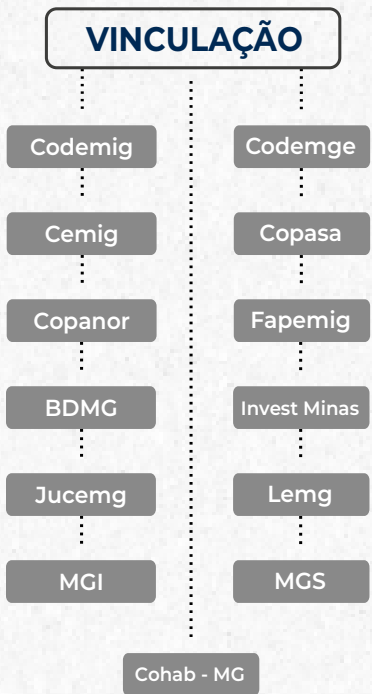 VINCULAÇÃO
Codemig
Codemge
Cemig
Copasa
Copanor
Fapemig
BDMG
Invest Minas
Jucemg
Lemg
MGI
MGS
Cohab - MG